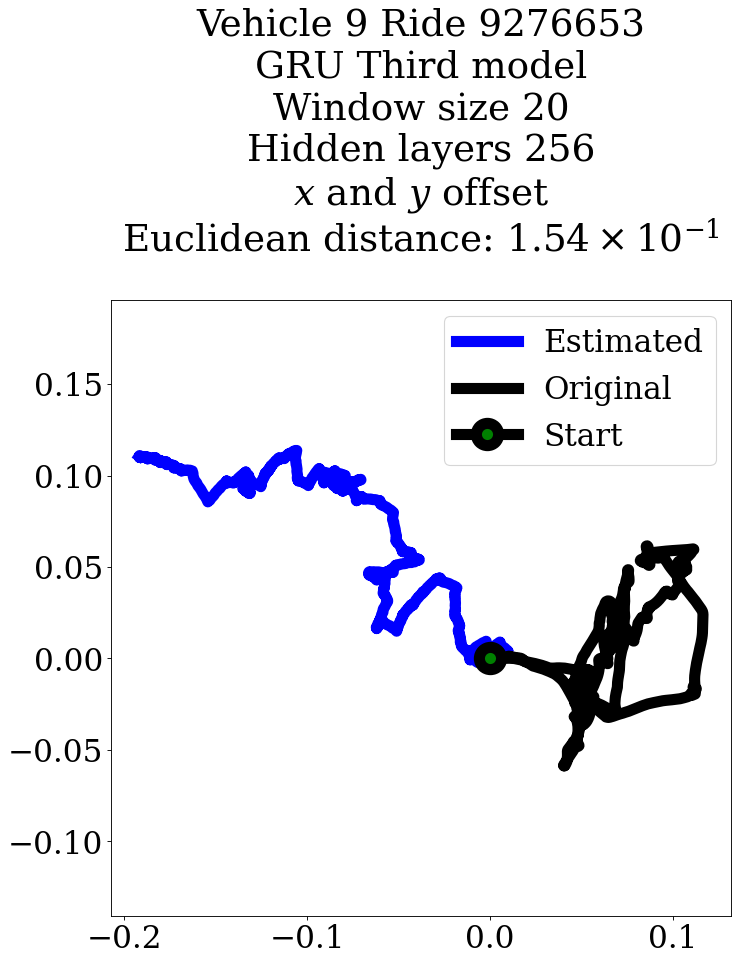 Vehicle 9 Ride 9276653
GRU Third model
Window size 20
Hidden layers 256
x and y offset
Euclidean distance: 1.54 × 10⁻¹
Estimated
Original
Start
0.15
0.10
0.05
0.00
−0.05
−0.10
−0.2
−0.1
0.0
0.1